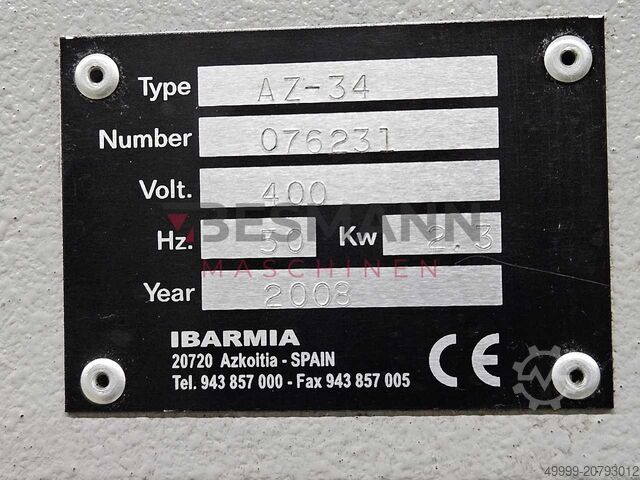 Type AZ-34
Number 076231
Volt. 400
BESMANN
Hz. 50 Kw 2.3
MASCHINEN
Year 2008
IBARMIA
20720 Azkoitia - SPAIN
Tel. 943 857 000 - Fax 943 857 005
CE
49999-20793012